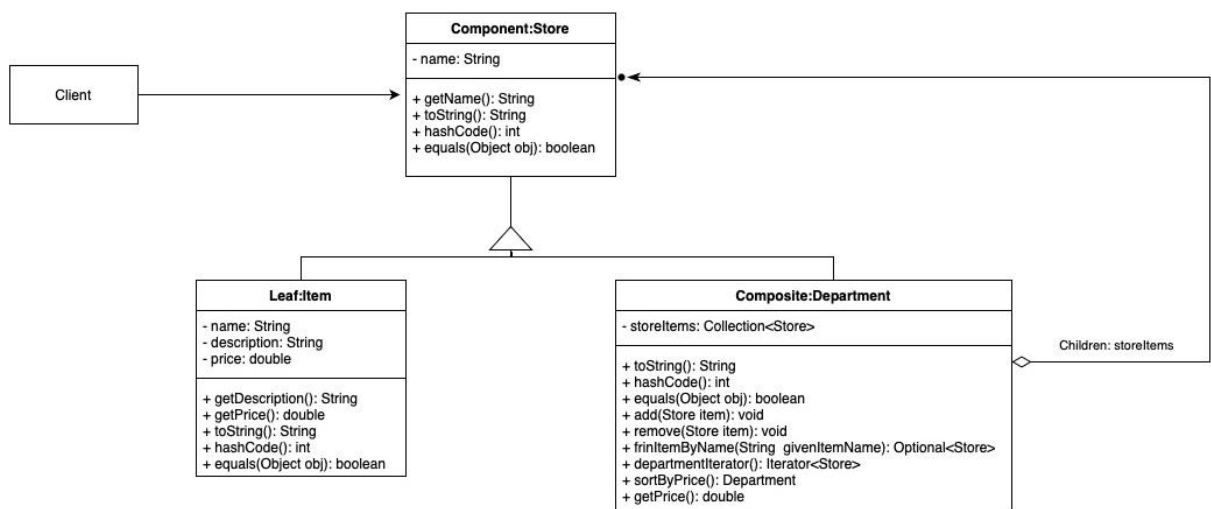 Component:Store
- name: String
+ getName(): String
+ toString(): String
+ hashCode(): int
+ equals(Object obj): boolean
Client
Leaf:Item
- name: String
- description: String
- price: double
+ getDescription(): String
+ getPrice(): double
+ toString(): String
+ hashCode(): int
+ equals(Object obj): boolean
Composite:Department
- storeItems: Collection<Store>
+ toString(): String
+ hashCode(): int
+ equals(Object obj): boolean
+ add(Store item): void
+ remove(Store item): void
+ frinItemByName(String givenItemName): Optional<Store>
+ departmentIterator(): Iterator<Store>
+ sortByPrice(): Department
+ getPrice(): double
Children: storeItems